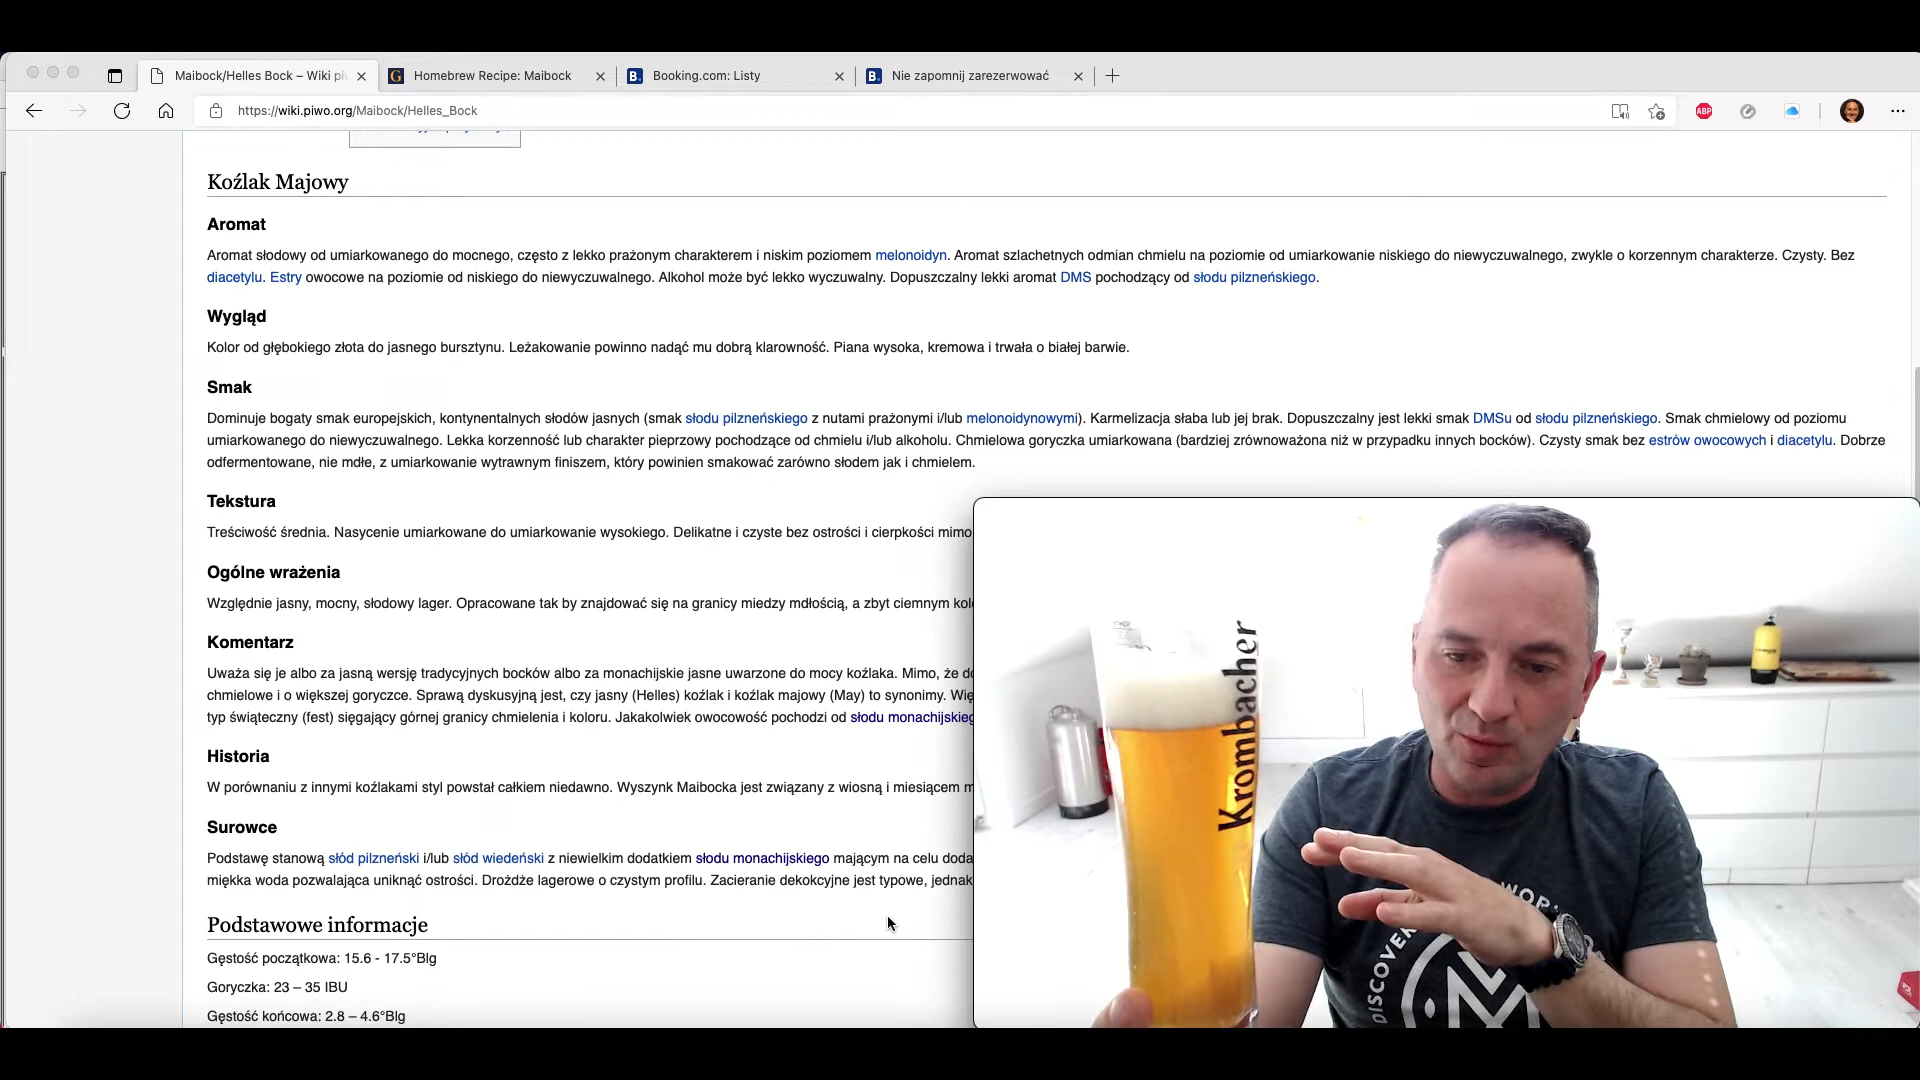 Maibock/Helles Bock – Wiki pi
Homebrew Recipe: Maibock
Booking.com: Listy
Nie zapomnij zarezerwować
https://wiki.piwo.org/Maibock/Helles_Bock
ABP
Koźlak Majowy
Aromat
Aromat słodowy od umiarkowanego do mocnego, często z lekko prażonym charakterem i niskim poziomem melonoidyn. Aromat szlachetnych odmian chmielu na poziomie od umiarkowanie niskiego do niewyczuwalnego, zwykle o korzennym charakterze. Czysty. Bez
diacetylu. Estry owocowe na poziomie od niskiego do niewyczuwalnego. Alkohol może być lekko wyczuwalny. Dopuszczalny lekki aromat DMS pochodzący od słodu pilzneńskiego.
Wygląd
Kolor od głębokiego złota do jasnego bursztynu. Leżakowanie powinno nadąć mu dobrą klarowność. Piana wysoka, kremowa i trwała o białej barwie.
Smak
Dominuje bogaty smak europejskich, kontynentalnych słodów jasnych (smak słodu pilzneńskiego z nutami prażonymi i/lub melonoidynowymi). Karmelizacja słaba lub jej brak. Dopuszczalny jest lekki smak DMSu od słodu pilzneńskiego. Smak chmielowy od poziomu
umiarkowanego do niewyczuwalnego. Lekka korzenność lub charakter pieprzowy pochodzące od chmielu i/lub alkoholu. Chmielowa goryczka umiarkowana (bardziej zrównoważona niż w przypadku innych bocków). Czysty smak bez estrów owocowych i diacetylu. Dobrze
odfermentowane, nie mdłe, z umiarkowanie wytrawnym finiszem, który powinien smakować zarówno słodem jak i chmielem.
Tekstura
Treściwość średnia. Nasycenie umiarkowane do umiarkowanie wysokiego. Delikatne i czyste bez ostrości i cierpkości mimo
Ogólne wrażenia
Względnie jasny, mocny, słodowy lager. Opracowane tak by znajdować się na granicy miedzy mdłością, a zbyt ciemnym kol
Komentarz
Uważa się je albo za jasną wersję tradycyjnych bocków albo za monachijskie jasne uwarzone do mocy koźlaka. Mimo, że do
chmielowe i o większej goryczce. Sprawą dyskusyjną jest, czy jasny (Helles) koźlak i koźlak majowy (May) to synonimy. Wię
typ świąteczny (fest) sięgający górnej granicy chmielenia i koloru. Jakakolwiek owocowość pochodzi od słodu monachijskieg
Historia
W porównaniu z innymi koźlakami styl powstał całkiem niedawno. Wyszynk Maibocka jest związany z wiosną i miesiącem m
Surowce
Podstawę stanową słód pilzneński i/lub słód wiedeński z niewielkim dodatkiem słodu monachijskiego mającym na celu doda
miękka woda pozwalająca uniknąć ostrości. Drożdże lagerowe o czystym profilu. Zacieranie dekokcyjne jest typowe, jednak
Podstawowe informacje
Gęstość początkowa: 15.6 - 17.5°Blg
Goryczka: 23 – 35 IBU
Gęstość końcowa: 2.8 – 4.6°Blg
Krombacher
DISCOVER
WOR